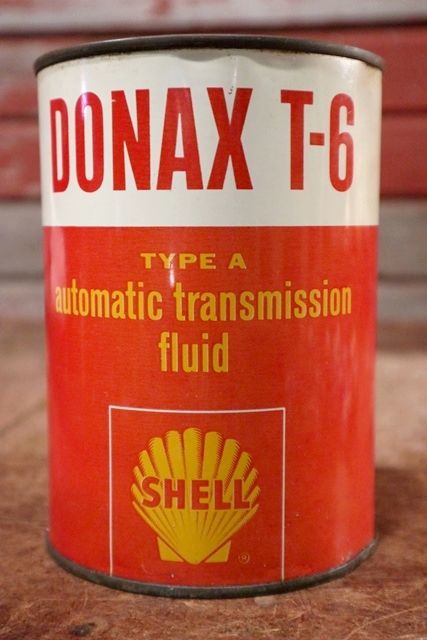 DONAX T-6
TYPE A
automatic transmission
fluid
SHELL
®